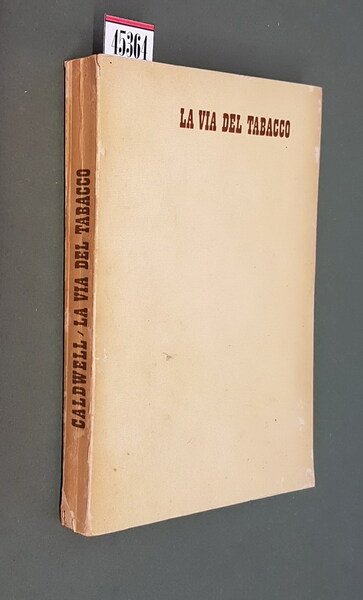 45364
LA VIA DEL TABACCO
CALDWELL / LA VIA DEL TABACCO